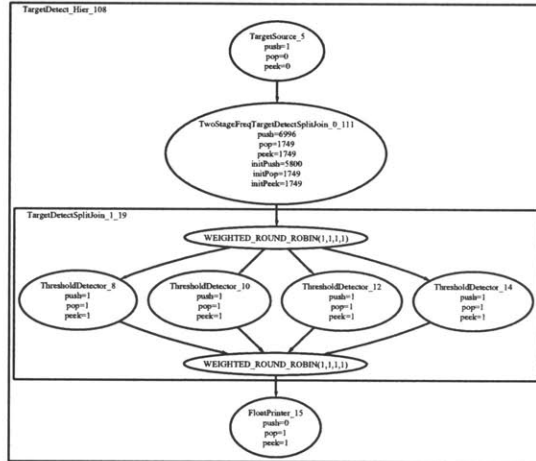 TargetDetect_Hier_108
TargetSource_5
push=1
pop=0
peek=0
TwoStageFreqTargetDetectSplitJoin_0_111
push=6996
pop=1749
peek=1749
initPush=5800
initPop=1749
initPeek=1749
TargetDetectSplitJoin_1_19
WEIGHTED_ROUND_ROBIN(1,1,1,1)
ThresholdDetector_8
push=1
pop=1
peek=1
ThresholdDetector_10
push=1
pop=1
peek=1
ThresholdDetector_12
push=1
pop=1
peek=1
ThresholdDetector_14
push=1
pop=1
peek=1
WEIGHTED_ROUND_ROBIN(1,1,1,1)
FloatPrinter_15
push=0
pop=1
peek=1